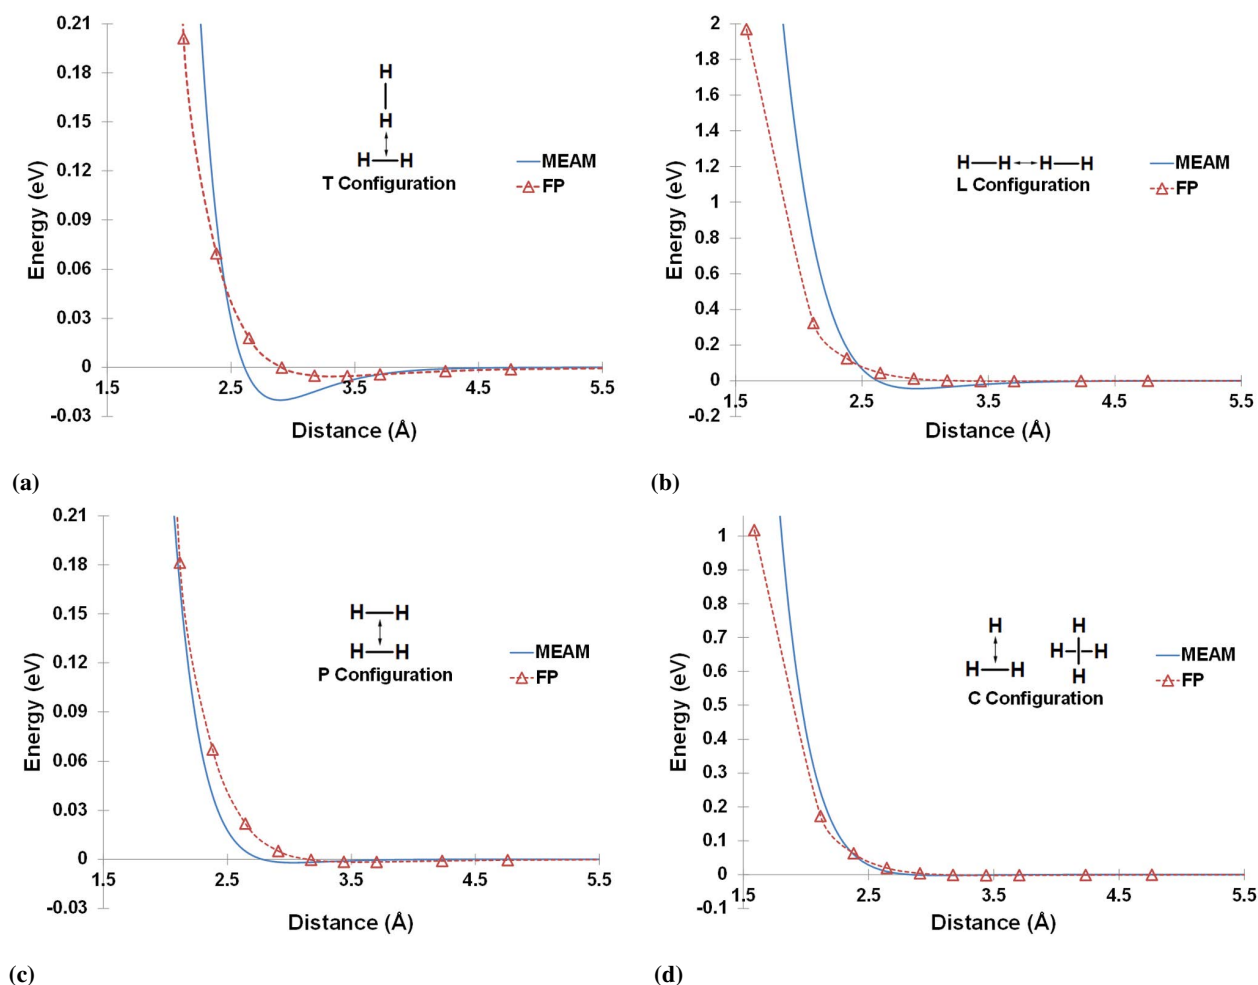 0.21
0.18
0.15
0.12
0.09
0.06
0.03
0
-0.03
Energy (eV)
1.5 2.5 3.5 4.5 5.5
Distance (Å)
H
H
H H
T Configuration
MEAM
FP
(a)
2
1.8
1.6
1.4
1.2
1
0.8
0.6
0.4
0.2
0
-0.2
Energy (eV)
1.5 2.5 3.5 4.5 5.5
Distance (Å)
H H H H
L Configuration
MEAM
FP
(b)
0.21
0.18
0.15
0.12
0.09
0.06
0.03
0
-0.03
Energy (eV)
1.5 2.5 3.5 4.5 5.5
Distance (Å)
H H
H H
P Configuration
MEAM
FP
(c)
1
0.9
0.8
0.7
0.6
0.5
0.4
0.3
0.2
0.1
0
-0.1
Energy (eV)
1.5 2.5 3.5 4.5 5.5
Distance (Å)
H H
H H
H H
H
C Configuration
MEAM
FP
(d)